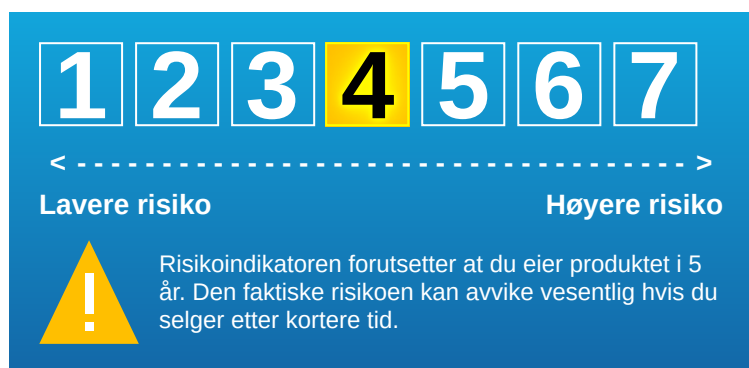 1 2 3 4 5 6 7
< - - - - - - - - - - - - - - - - - - - - - - - - - - - - - - - - - - - - >
Lavere risiko Høyere risiko
!
Risikoindikatoren forutsetter at du eier produktet i 5
år. Den faktiske risikoen kan avvike vesentlig hvis du
selger etter kortere tid.